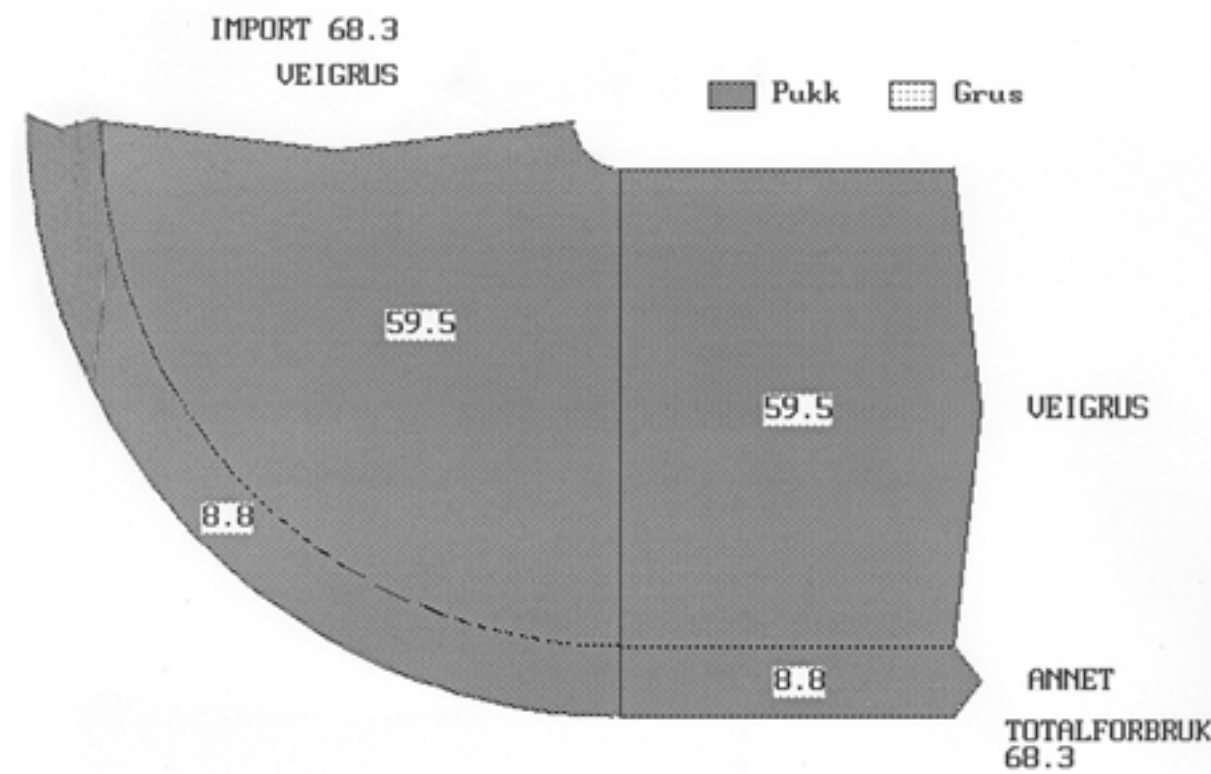 IMPORT 68.3
VEIGRUS
Pukk
Grus
59.5
59.5
VEIGRUS
8.8
8.8
ANNET
TOTALFORBRUK
68.3